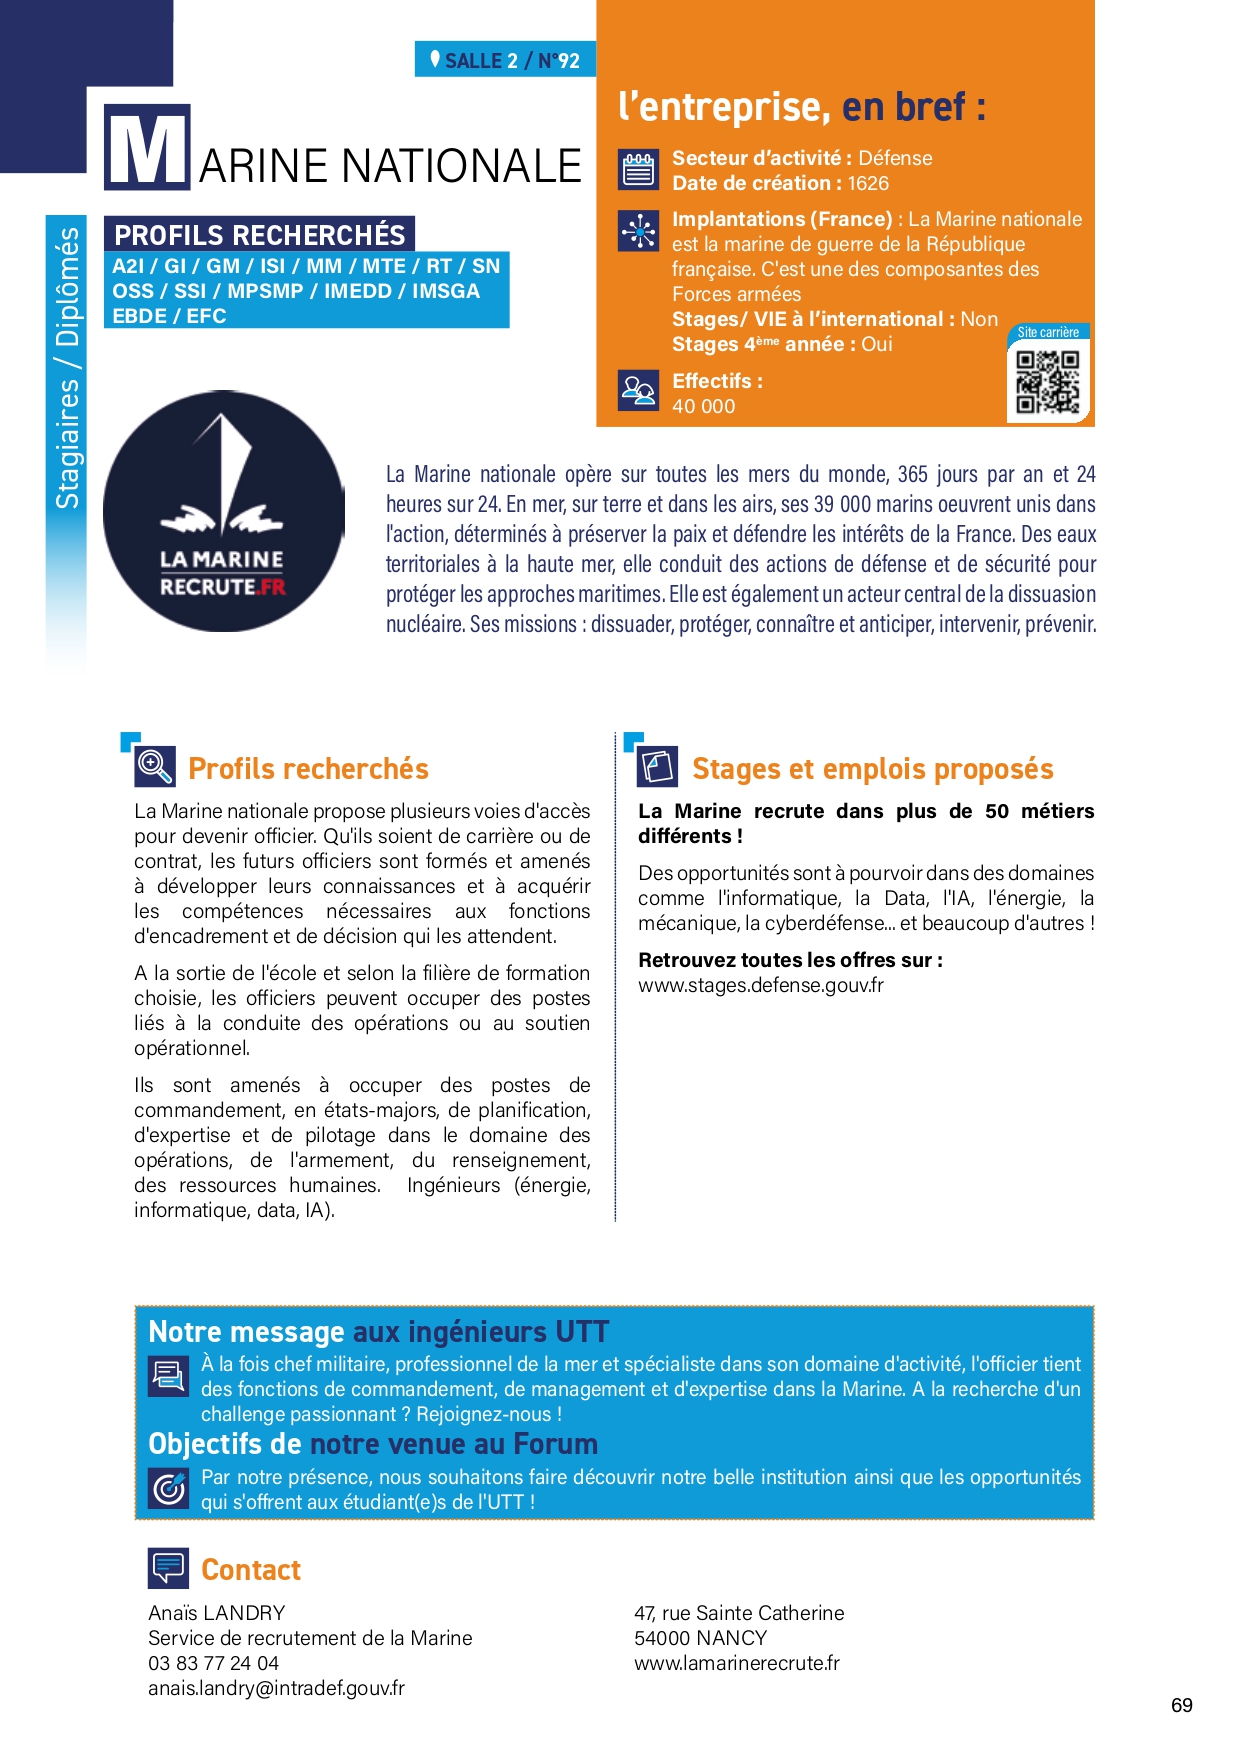 SALLE 2 / N°92
MARINE NATIONALE
Stagiaires / Diplômés
PROFILS RECHERCHÉS
A2I / GI / GM / ISI / MM / MTE / RT / SN
OSS / SSI / MPSMP / IMEDD / IMSGA
EBDE / EFC
l'entreprise, en bref :
Secteur d'activité : Défense
Date de création : 1626
Implantations (France) : La Marine nationale
est la marine de guerre de la République
française. C'est une des composantes des
Forces armées
Stages/ VIE à l'international : Non
Stages 4ème année : Oui
Site carrière
Effectifs :
40 000
LA MARINE
RECRUTE.FR
La Marine nationale opère sur toutes les mers du monde, 365 jours par an et 24
heures sur 24. En mer, sur terre et dans les airs, ses 39 000 marins oeuvrent unis dans
l'action, déterminés à préserver la paix et défendre les intérêts de la France. Des eaux
territoriales à la haute mer, elle conduit des actions de défense et de sécurité pour
protéger les approches maritimes. Elle est également un acteur central de la dissuasion
nucléaire. Ses missions : dissuader, protéger, connaître et anticiper, intervenir, prévenir.
Profils recherchés
La Marine nationale propose plusieurs voies d'accès
pour devenir officier. Qu'ils soient de carrière ou de
contrat, les futurs officiers sont formés et amenés
à développer leurs connaissances et à acquérir
les compétences nécessaires aux fonctions
d'encadrement et de décision qui les attendent.
A la sortie de l'école et selon la filière de formation
choisie, les officiers peuvent occuper des postes
liés à la conduite des opérations ou au soutien
opérationnel.
Ils sont amenés à occuper des postes de
commandement, en états-majors, de planification,
d'expertise et de pilotage dans le domaine des
opérations, de l'armement, du renseignement,
des ressources humaines. Ingénieurs (énergie,
informatique, data, IA).
Stages et emplois proposés
La Marine recrute dans plus de 50 métiers
différents !
Des opportunités sont à pourvoir dans des domaines
comme l'informatique, la Data, l'IA, l'énergie, la
mécanique, la cyberdéfense... et beaucoup d'autres !
Retrouvez toutes les offres sur :
www.stages.defense.gouv.fr
Notre message aux ingénieurs UTT
À la fois chef militaire, professionnel de la mer et spécialiste dans son domaine d'activité, l'officier tient
des fonctions de commandement, de management et d'expertise dans la Marine. A la recherche d'un
challenge passionnant ? Rejoignez-nous !
Objectifs de notre venue au Forum
Par notre présence, nous souhaitons faire découvrir notre belle institution ainsi que les opportunités
qui s'offrent aux étudiant(e)s de l'UTT !
Contact
Anaïs LANDRY
Service de recrutement de la Marine
03 83 77 24 04
anais.landry@intradef.gouv.fr
47, rue Sainte Catherine
54000 NANCY
www.lamarinerecrute.fr
69